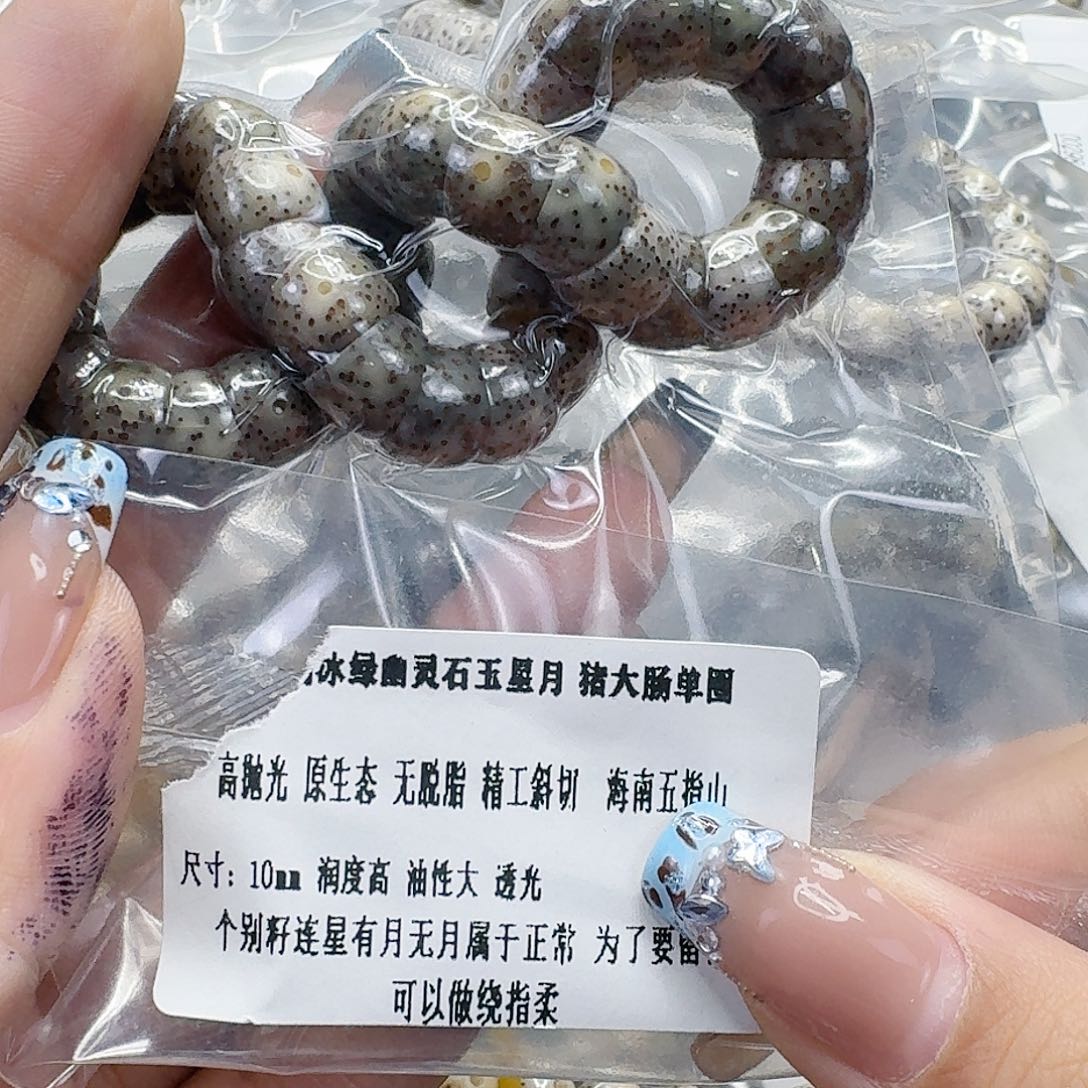 冰绿幽灵石玉星月 猪大肠单圈
高抛光 原生态 无脱脂 精工斜切 海南五指山
尺寸: 10mm 润度高 油性大 透光
个别籽连星有月无月属于正常 为了要留
可以做绕指柔